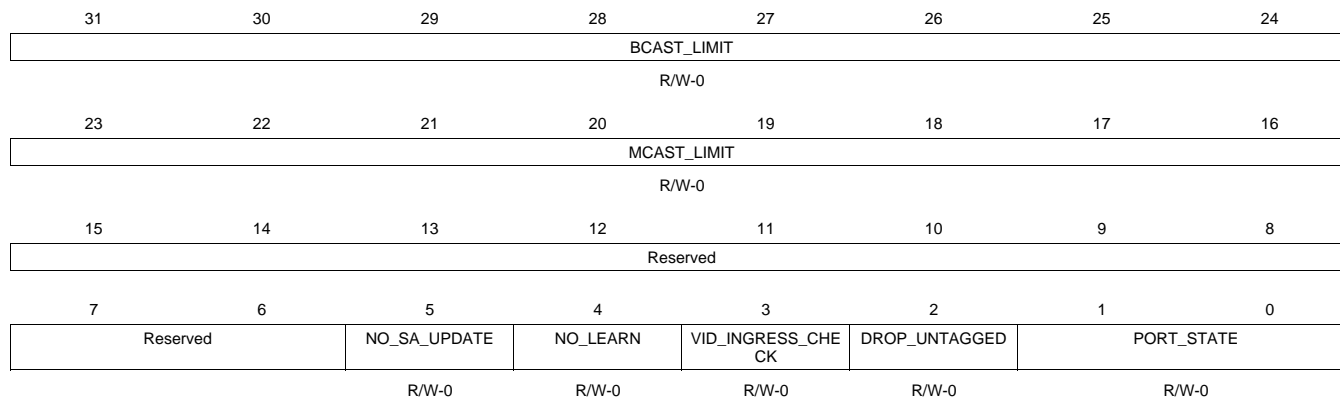 31 30 29 28 27 26 25 24
BCAST_LIMIT
R/W-0
23 22 21 20 19 18 17 16
MCAST_LIMIT
R/W-0
15 14 13 12 11 10 9 8
Reserved
7 6 5 4 3 2 1 0
Reserved NO_SA_UPDATE NO_LEARN VID_INGRESS_CHE DROP_UNTAGGED PORT_STATE
CK
R/W-0 R/W-0 R/W-0 R/W-0 R/W-0